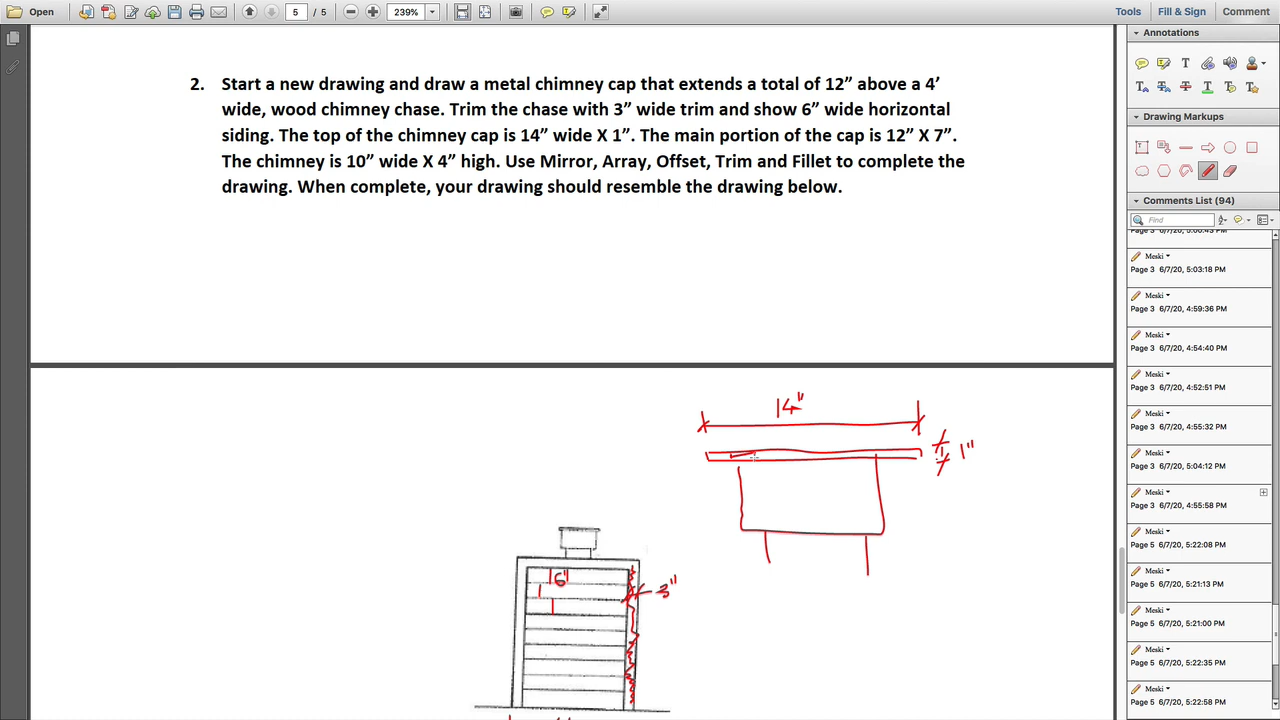 Open
5
/ 5
239%
Tools
Fill & Sign
Comment
Annotations
Drawing Markups
Comments List (94)
Find
Page 3 6/7/20, 5:00:43 PM
Meski
Page 3 6/7/20, 5:03:18 PM
Meski
Page 3 6/7/20, 4:59:36 PM
Meski
Page 3 6/7/20, 4:54:40 PM
Meski
Page 3 6/7/20, 4:52:51 PM
Meski
Page 3 6/7/20, 4:55:32 PM
Meski
Page 3 6/7/20, 5:04:12 PM
Meski
Page 3 6/7/20, 4:55:58 PM
Meski
Page 5 6/7/20, 5:22:08 PM
Meski
Page 5 6/7/20, 5:21:13 PM
Meski
Page 5 6/7/20, 5:21:00 PM
Meski
Page 5 6/7/20, 5:22:35 PM
Meski
2. Start a new drawing and draw a metal chimney cap that extends a total of 12” above a 4’
wide, wood chimney chase. Trim the chase with 3” wide trim and show 6” wide horizontal
siding. The top of the chimney cap is 14” wide X 1”. The main portion of the cap is 12” X 7”.
The chimney is 10” wide X 4” high. Use Mirror, Array, Offset, Trim and Fillet to complete the
drawing. When complete, your drawing should resemble the drawing below.
14"
1"
6"
3"